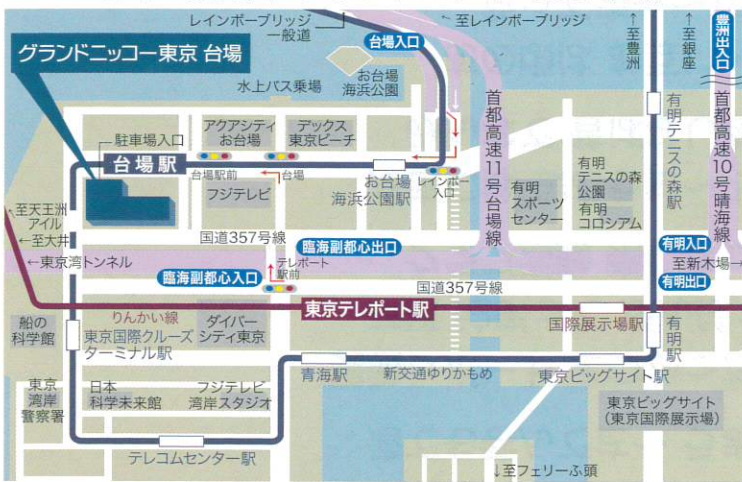 レインボーブリッジ
一般道
←至レインボーブリッジ
台場入口
↑至豊洲
↑至銀座
豊洲出入口
グランドニッコー東京 台場
お台場
海浜公園
水上バス乗場
首都高速11号台場線
首都高速10号晴海線
有明テニスの森駅
駐車場入口
アクアシティ
お台場
デックス
東京ビーチ
台場駅
台場駅前
台場
お台場
海浜公園駅
レインボー
入口
フジテレビ
有明
スポーツ
センター
有明
テニスの森
公園
有明
コロシアム
←至天王洲
アイル
←至大井
国道357号線
臨海副都心出口
有明入口
←東京湾トンネル
臨海副都心入口
テレポート
駅前
至新木場→
有明出口
国道357号線
りんかい線
東京テレポート駅
国際展示場駅
船の
科学館
東京国際クルーズ
ターミナル駅
ダイバー
シティ東京
有明駅
青海駅
新交通ゆりかもめ
東京ビッグサイト駅
東京
湾岸
警察署
日本
科学未来館
フジテレビ
湾岸スタジオ
東京ビッグサイト
(東京国際展示場)
テレコムセンター駅
↓至フェリーふ頭